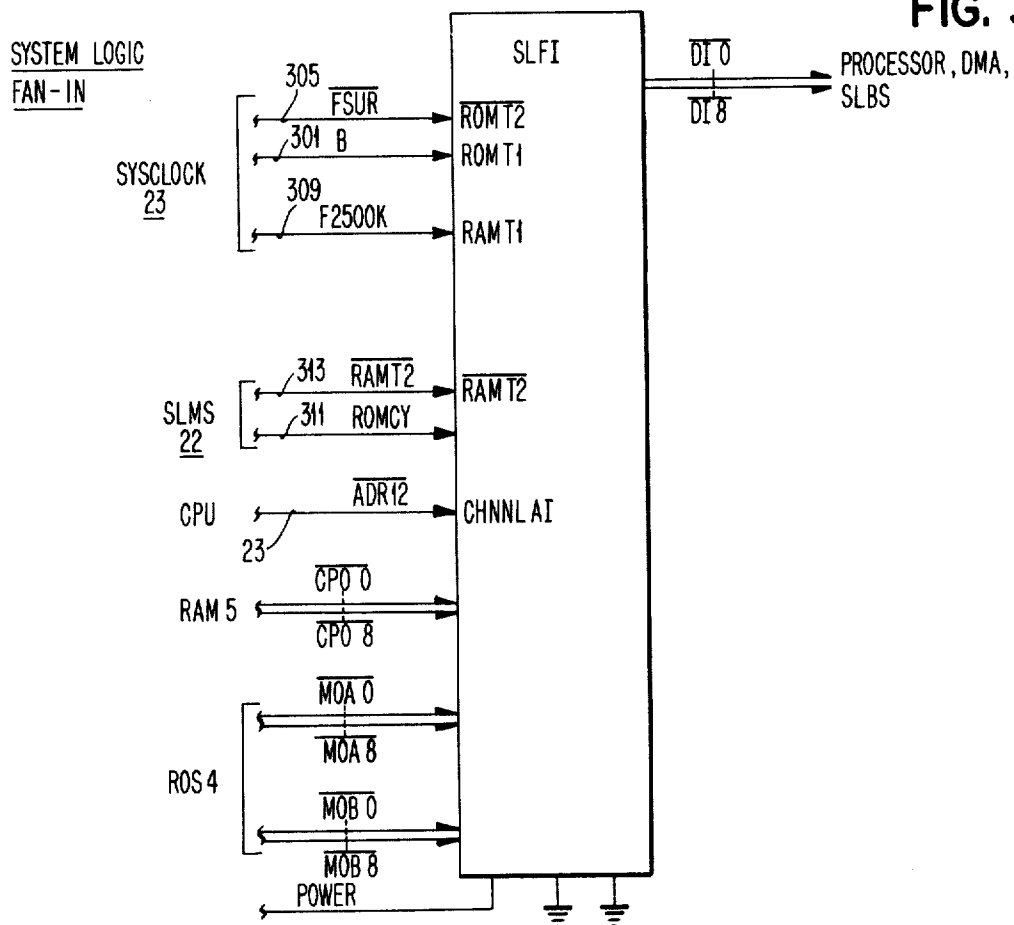 FIG. 3
SYSTEM LOGIC
FAN-IN
SLFI
DI 0
DI 8
PROCESSOR, DMA,
SLBS
SYSCLOCK
23
305 FSUR ROMT2
301 B ROMT1
309 F2500K RAMT1
SLMS
22
313 RAMT2 RAMT2
311 ROMCY
CPU ADR12 CHNNL AI
23
RAM 5
CPO 0
CPO 8
ROS 4
MOA 0
MOA 8
MOB 0
MOB 8
POWER